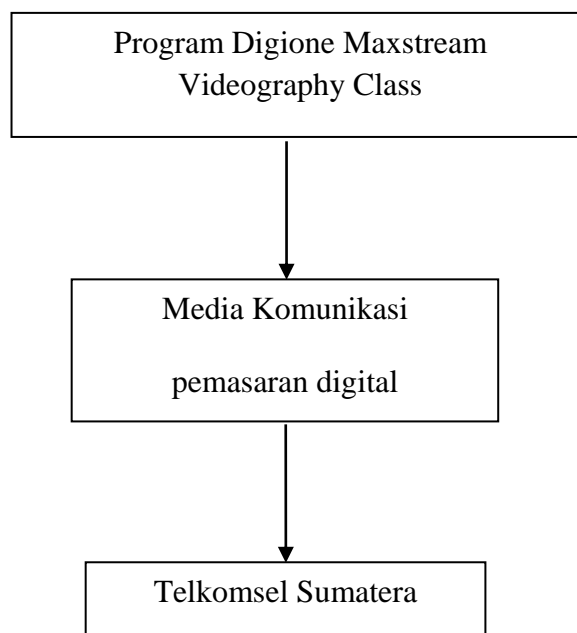 Program Digione Maxstream
Videography Class
Media Komunikasi
pemasaran digital
Telkomsel Sumatera